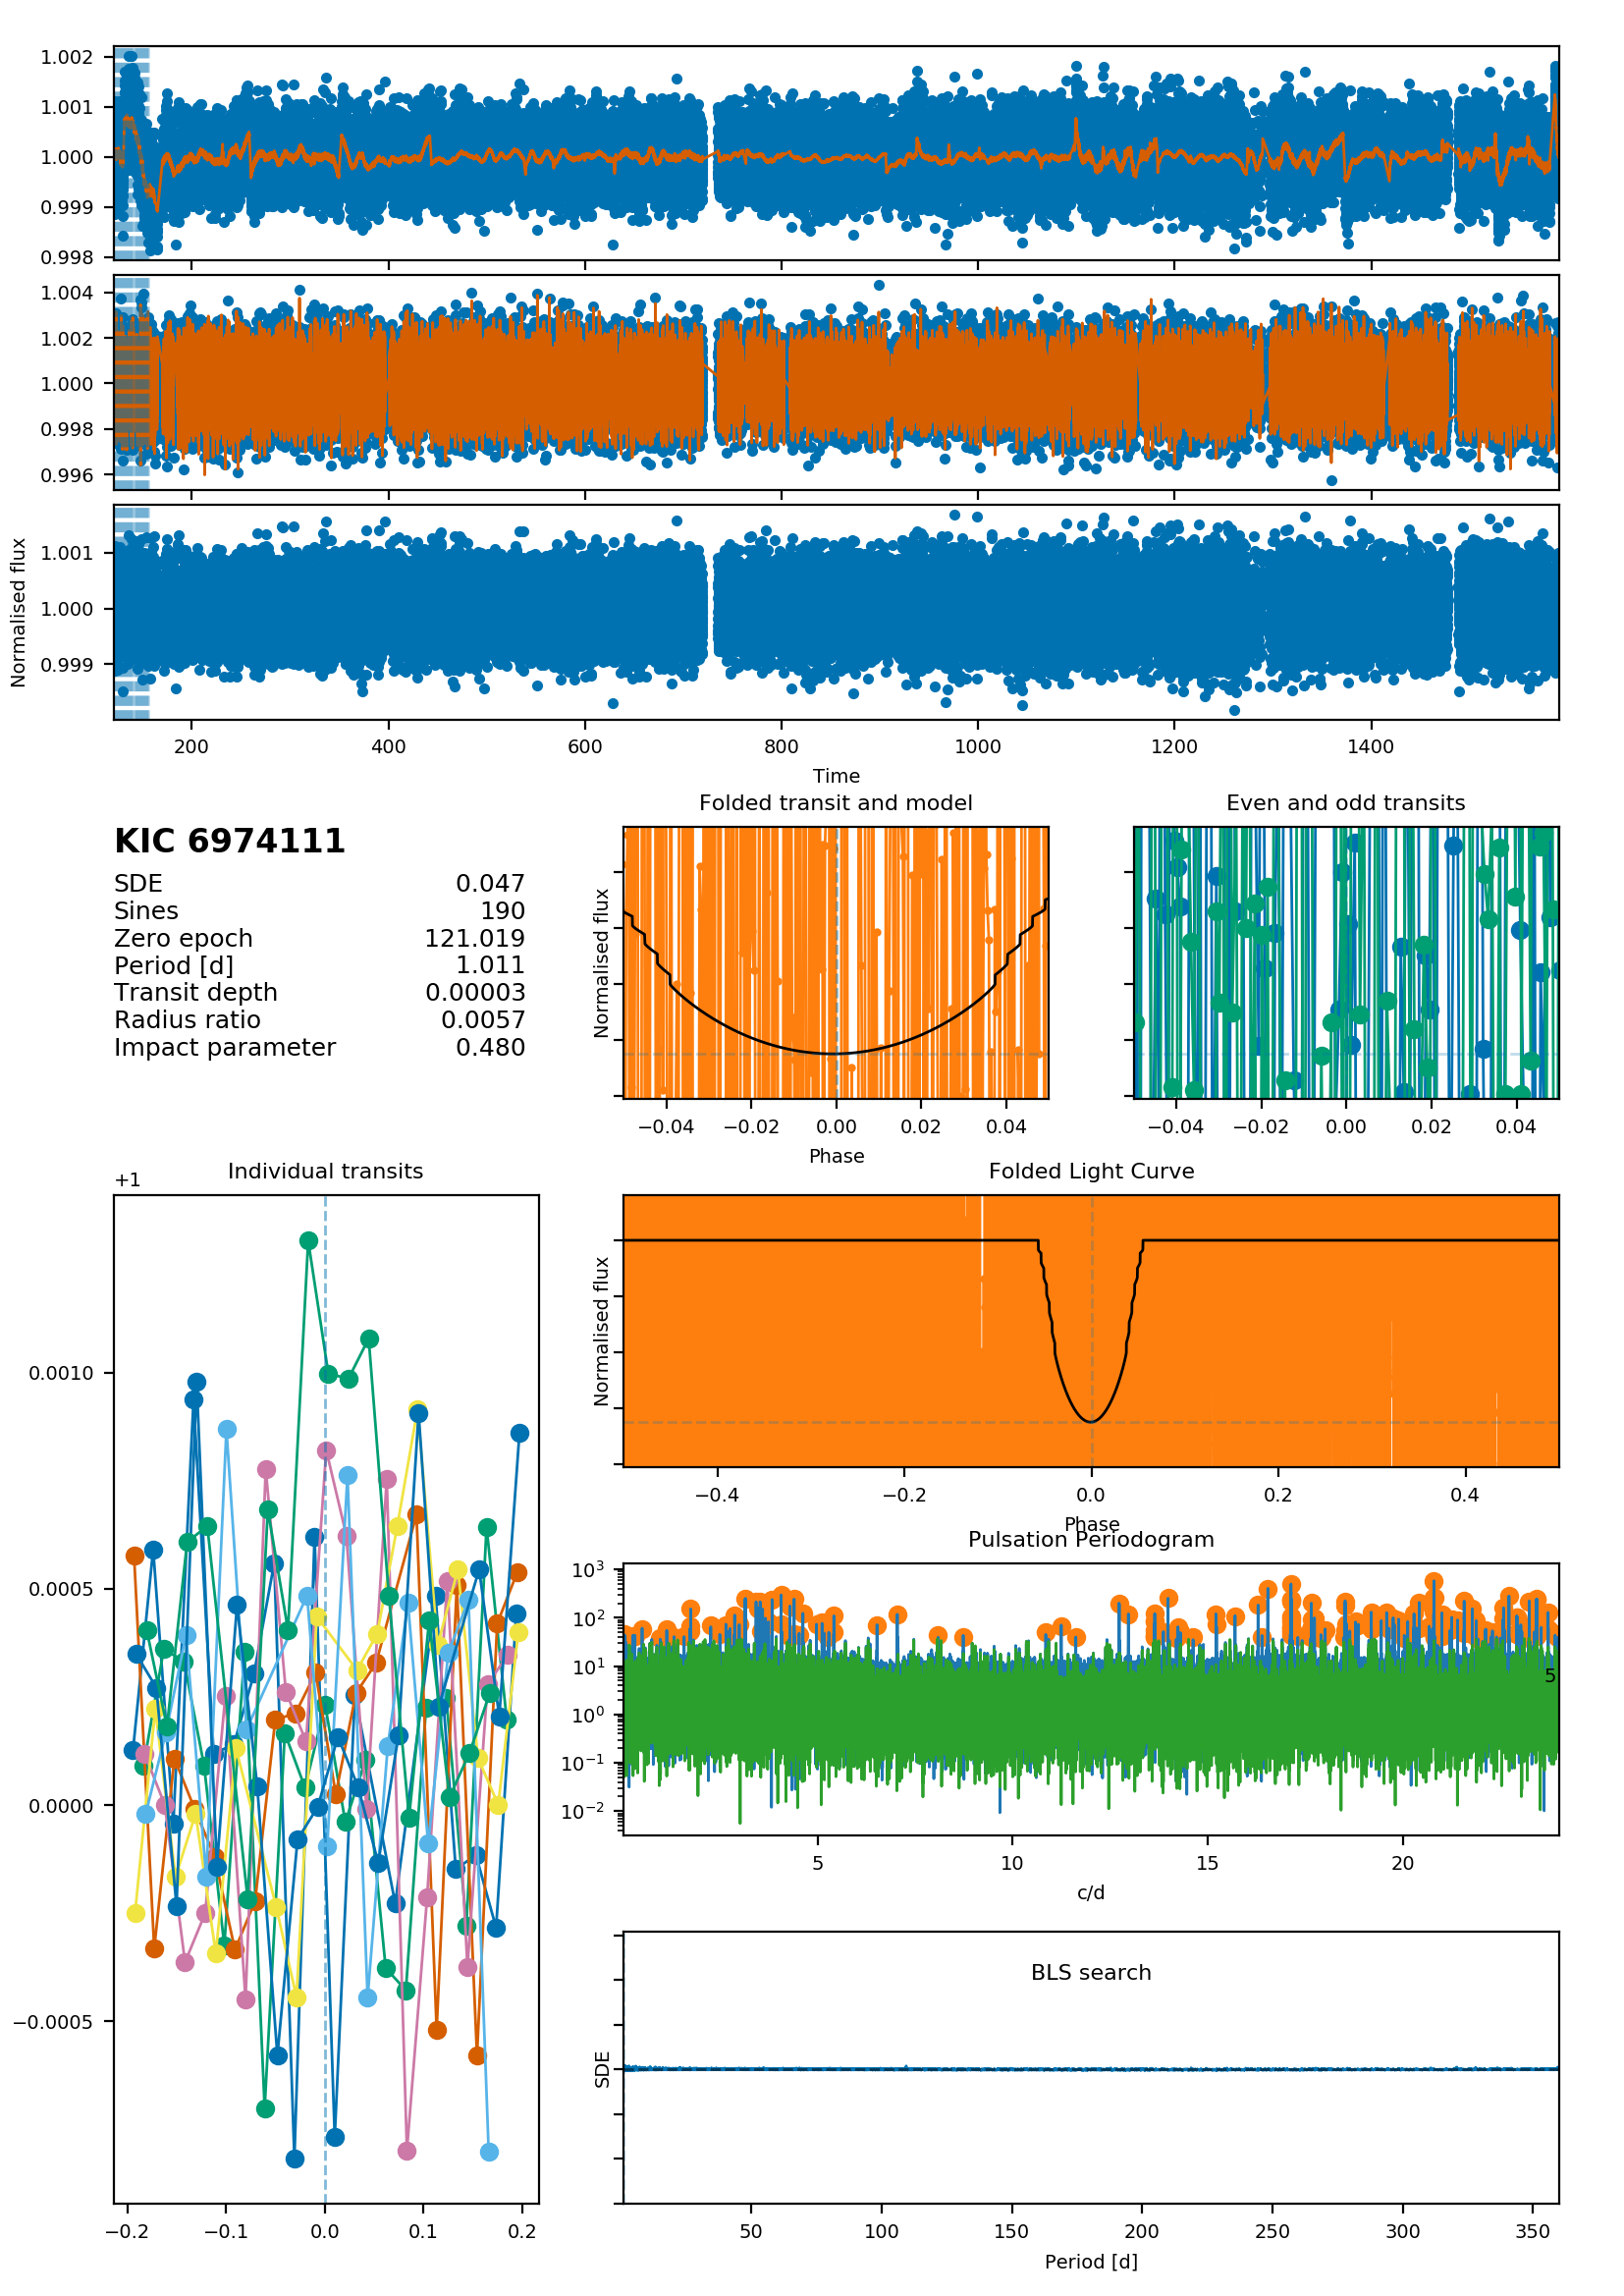 1.002
1.001
1.000
0.999
0.998
1.004
1.002
1.000
0.998
0.996
1.001
1.000
0.999
Normalised flux
200 400 600 800 1000 1200 1400
Time
KIC 6974111
SDE 0.047
Sines 190
Zero epoch 121.019
Period [d] 1.011
Transit depth 0.00003
Radius ratio 0.0057
Impact parameter 0.480
Folded transit and model
Normalised flux
−0.04 −0.02 0.00 0.02 0.04
Phase
Even and odd transits
−0.04 −0.02 0.00 0.02 0.04
Individual transits
+1
0.0010
0.0005
0.0000
−0.0005
−0.2 −0.1 0.0 0.1 0.2
Folded Light Curve
Normalised flux
−0.4 −0.2 0.0 0.2 0.4
Phase
Pulsation Periodogram
10³
10²
10¹
10⁰
10⁻¹
10⁻²
5
5 10 15 20
c/d
BLS search
SDE
50 100 150 200 250 300 350
Period [d]